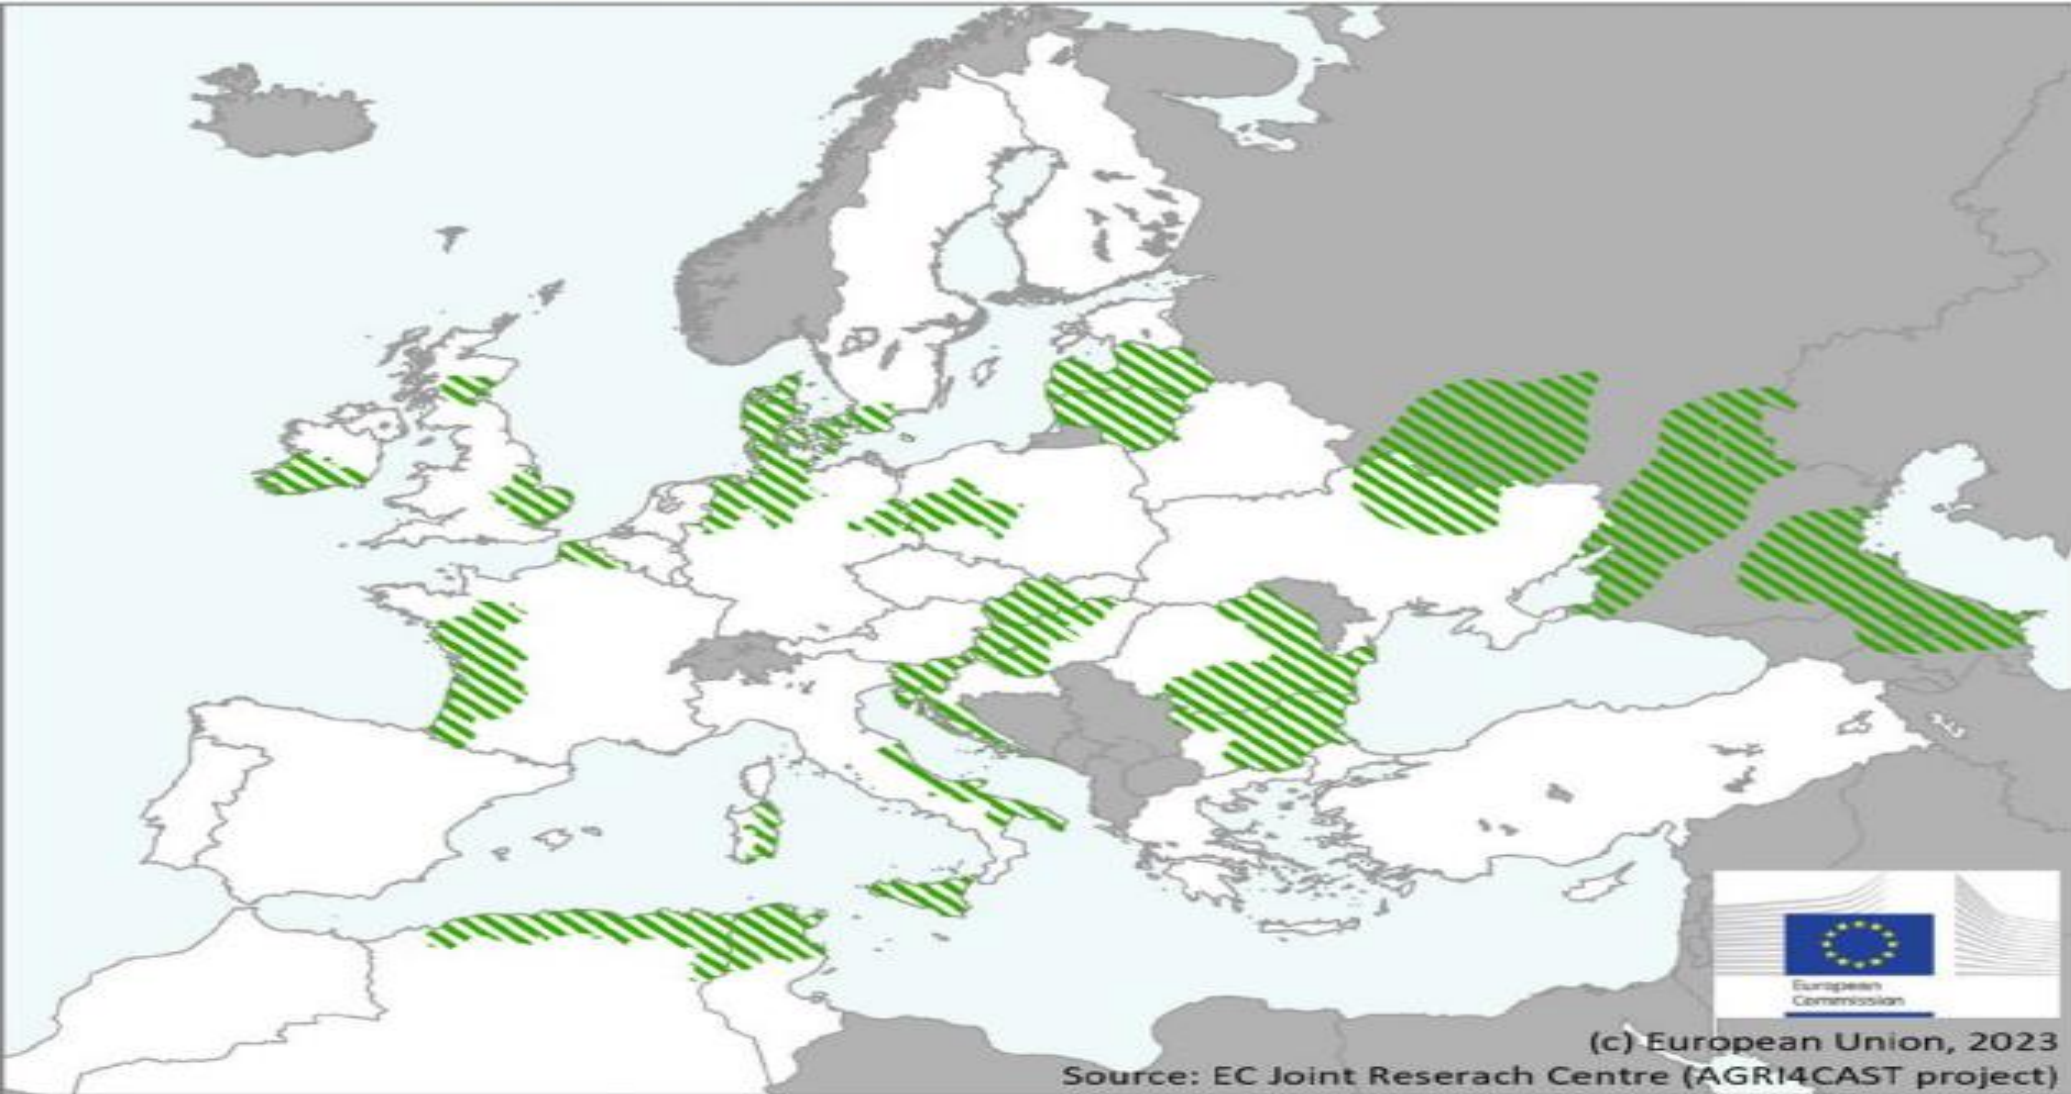 European
Commission
(c) European Union, 2023
Source: EC Joint Reserach Centre (AGRI4CAST project)